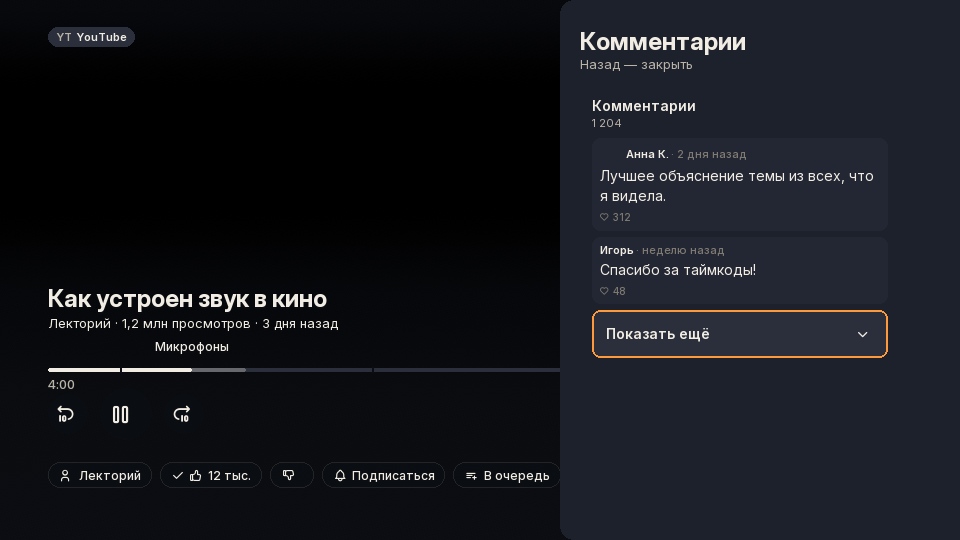 YT YouTube
Как устроен звук в кино
Лекторий · 1,2 млн просмотров · 3 дня назад
Микрофоны
4:00
10
10
Лекторий
12 тыс.
Подписаться
В очередь
Комментарии
Назад — закрыть
Комментарии
1 204
Анна К. · 2 дня назад
Лучшее объяснение темы из всех, что
я видела.
312
Игорь · неделю назад
Спасибо за таймкоды!
48
Показать ещё